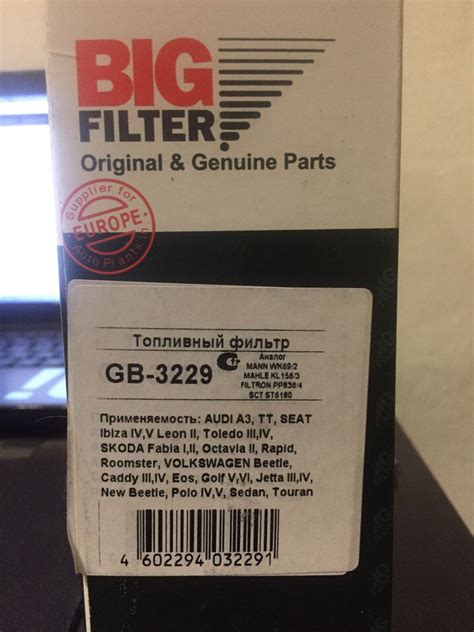 BIG
FILTER
Original & Genuine Parts
Supplier for
EUROPE
Auto Plants in
Топливный фильтр
GB-3229
Аналог
MANN WK69/2
MAHLE KL156/3
FILTRON PP836/4
SCT ST6160
Применяемость: AUDI A3, TT, SEAT
Ibiza IV,V Leon II, Toledo III,IV,
SKODA Fabia I,II, Octavia II, Rapid,
Roomster, VOLKSWAGEN Beetle,
Caddy III,IV, Eos, Golf V,VI, Jetta III,IV,
New Beetle, Polo IV,V, Sedan, Touran
4 602294 032291